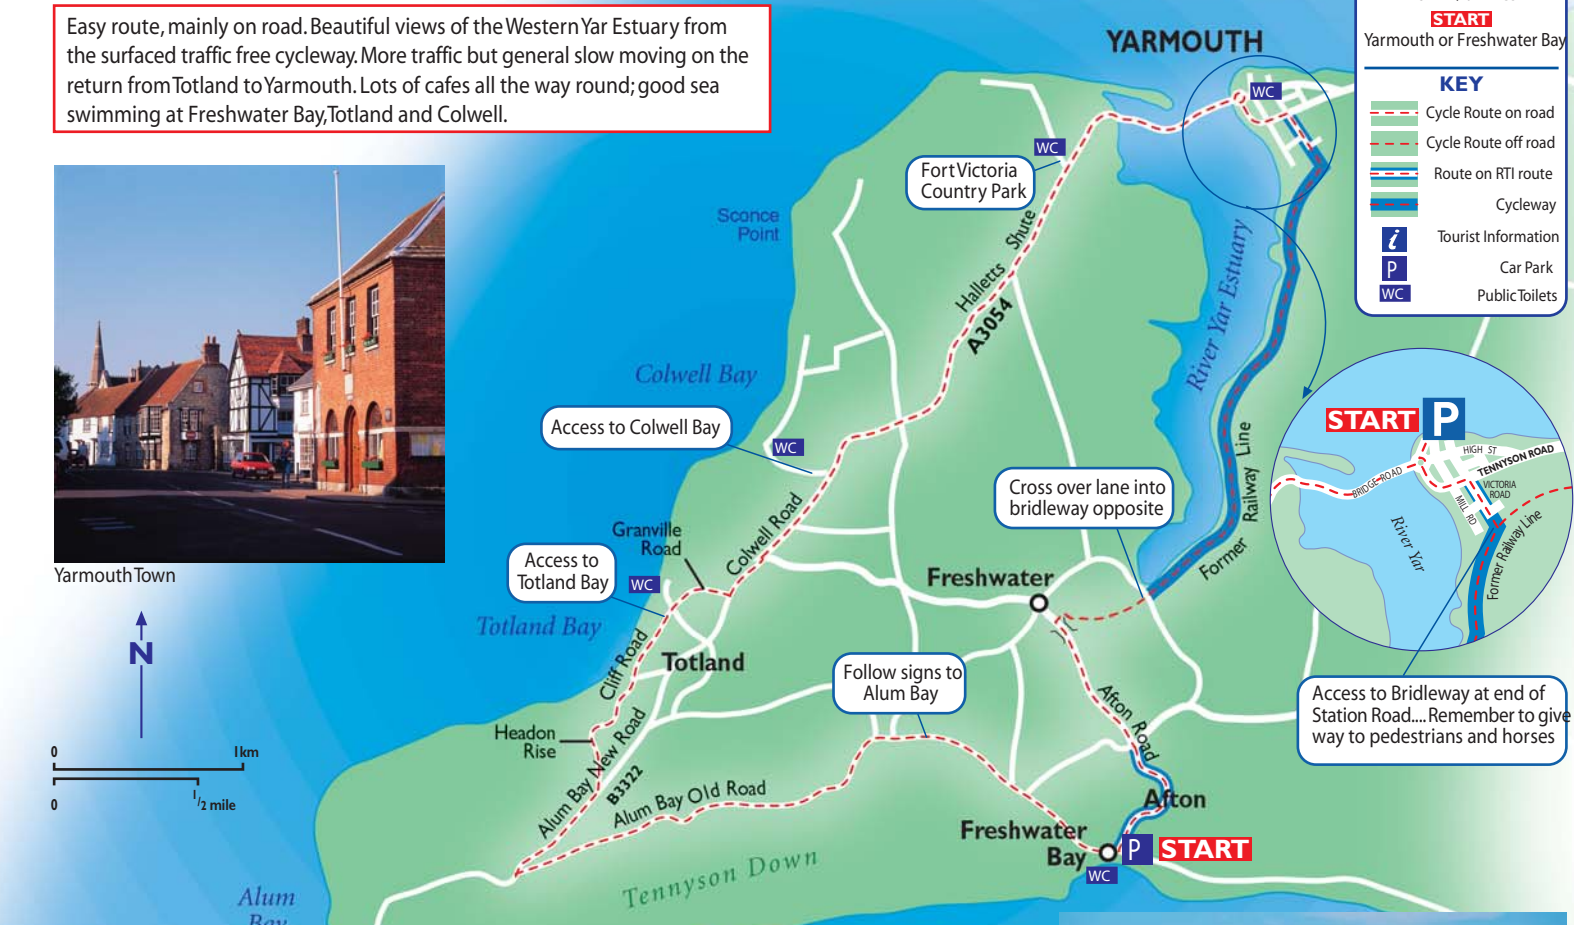 Easy route, mainly on road. Beautiful views of the Western Yar Estuary from
the surfaced traffic free cycleway. More traffic but general slow moving on the
return from Totland to Yarmouth. Lots of cafes all the way round; good sea
swimming at Freshwater Bay, Totland and Colwell.
Yarmouth Town
N
0 1km
0 1/2 mile
YARMOUTH
WC
WC
Fort Victoria
Country Park
Sconce
Point
Halletts Shute
A3054
River Yar Estuary
Colwell Bay
Access to Colwell Bay
WC
Colwell Road
Granville
Road
Access to
Totland Bay
WC
Totland Bay
Cliff Road
Totland
Headon
Rise
Alum Bay New Road
B3322
Alum Bay Old Road
Follow signs to
Alum Bay
Cross over lane into
bridleway opposite
Freshwater
Former Railway Line
Afton Road
Afton
Freshwater
Bay
P
START
WC
Tennyson Down
Alum
Bay
START
Yarmouth or Freshwater Bay
KEY
Cycle Route on road
Cycle Route off road
Route on RTI route
Cycleway
i Tourist Information
P Car Park
WC Public Toilets
START P
HIGH ST
TENNYSON ROAD
BRIDGE ROAD
VICTORIA
ROAD
MILL RD
River Yar
Former Railway Line
Access to Bridleway at end of
Station Road.... Remember to give
way to pedestrians and horses